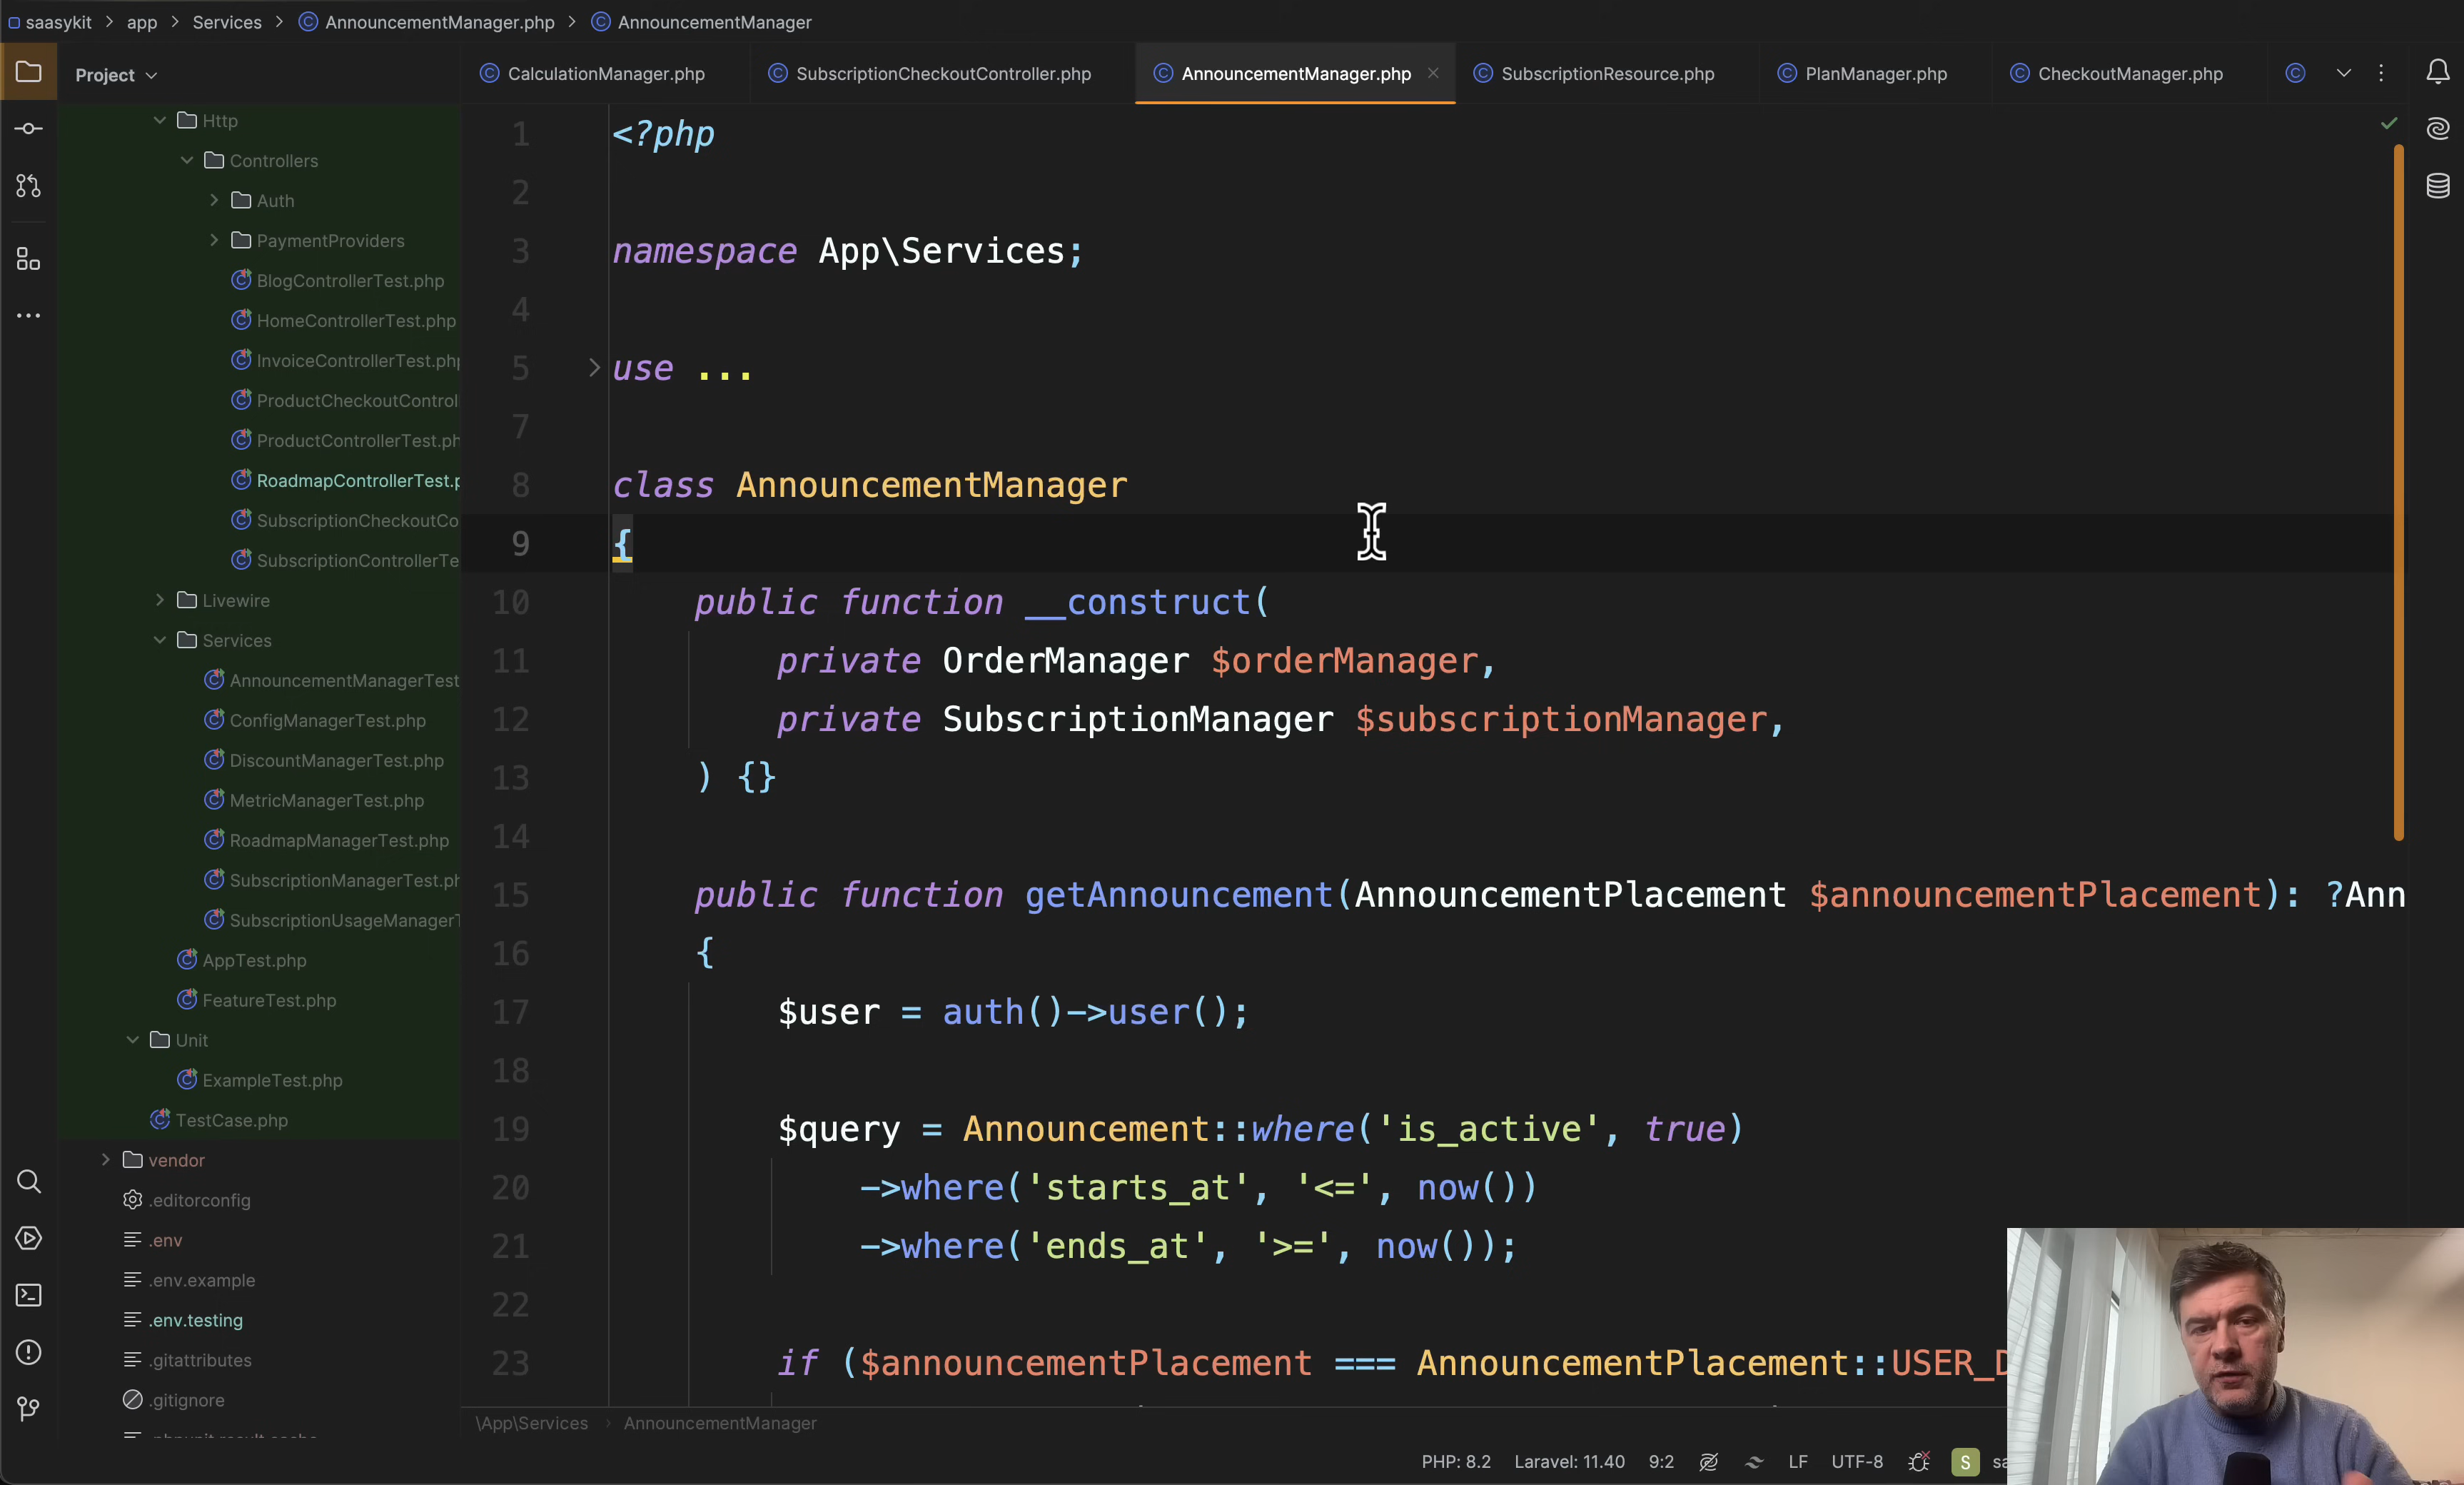 saasykit > app > Services > AnnouncementManager.php > AnnouncementManager
Project
CalculationManager.php SubscriptionCheckoutController.php AnnouncementManager.php SubscriptionResource.php PlanManager.php CheckoutManager.php
Http
Controllers
Auth
PaymentProviders
BlogControllerTest.php
HomeControllerTest.php
InvoiceControllerTest.php
ProductCheckoutControl
ProductControllerTest.ph
RoadmapControllerTest.p
SubscriptionCheckoutCo
SubscriptionControllerTe
Livewire
Services
AnnouncementManagerTest
ConfigManagerTest.php
DiscountManagerTest.php
MetricManagerTest.php
RoadmapManagerTest.php
SubscriptionManagerTest.ph
SubscriptionUsageManagerT
AppTest.php
FeatureTest.php
Unit
ExampleTest.php
TestCase.php
vendor
.editorconfig
.env
.env.example
.env.testing
.gitattributes
.gitignore
1 <?php
2
3 namespace App\Services;
4
5 use ...
7
8 class AnnouncementManager
9 {
10 public function __construct(
11 private OrderManager $orderManager,
12 private SubscriptionManager $subscriptionManager,
13 ) {}
14
15 public function getAnnouncement(AnnouncementPlacement $announcementPlacement): ?Ann
16 {
17 $user = auth()->user();
18
19 $query = Announcement::where('is_active', true)
20 ->where('starts_at', '<=', now())
21 ->where('ends_at', '>=', now());
22
23 if ($announcementPlacement === AnnouncementPlacement::USER_D
\App\Services > AnnouncementManager
PHP: 8.2 Laravel: 11.40 9:2 LF UTF-8 S sa